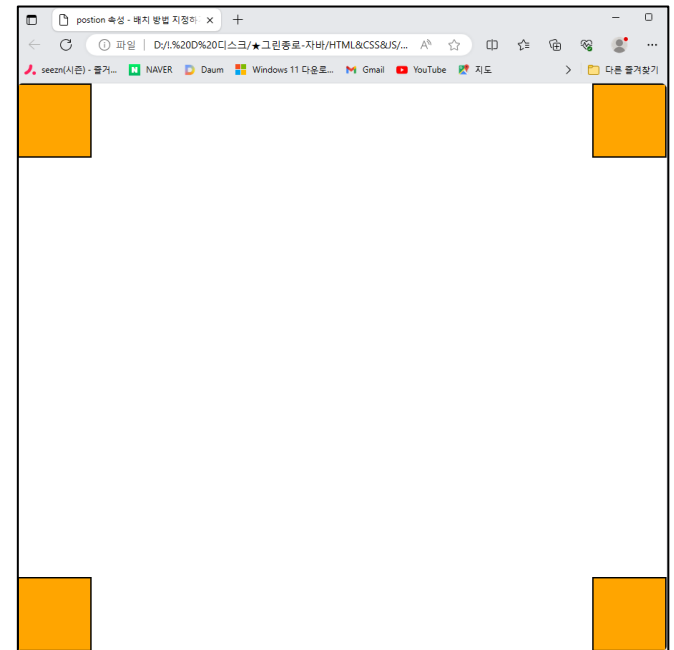 postion 속성 - 배치 방법 지정하
파일 | D:/!.%20D%20디스크/★그린종로-자바/HTML&CSS&JS/...
seezn(시즌) - 즐거... NAVER Daum Windows 11 다운로... Gmail YouTube 지도 다른 즐겨찾기